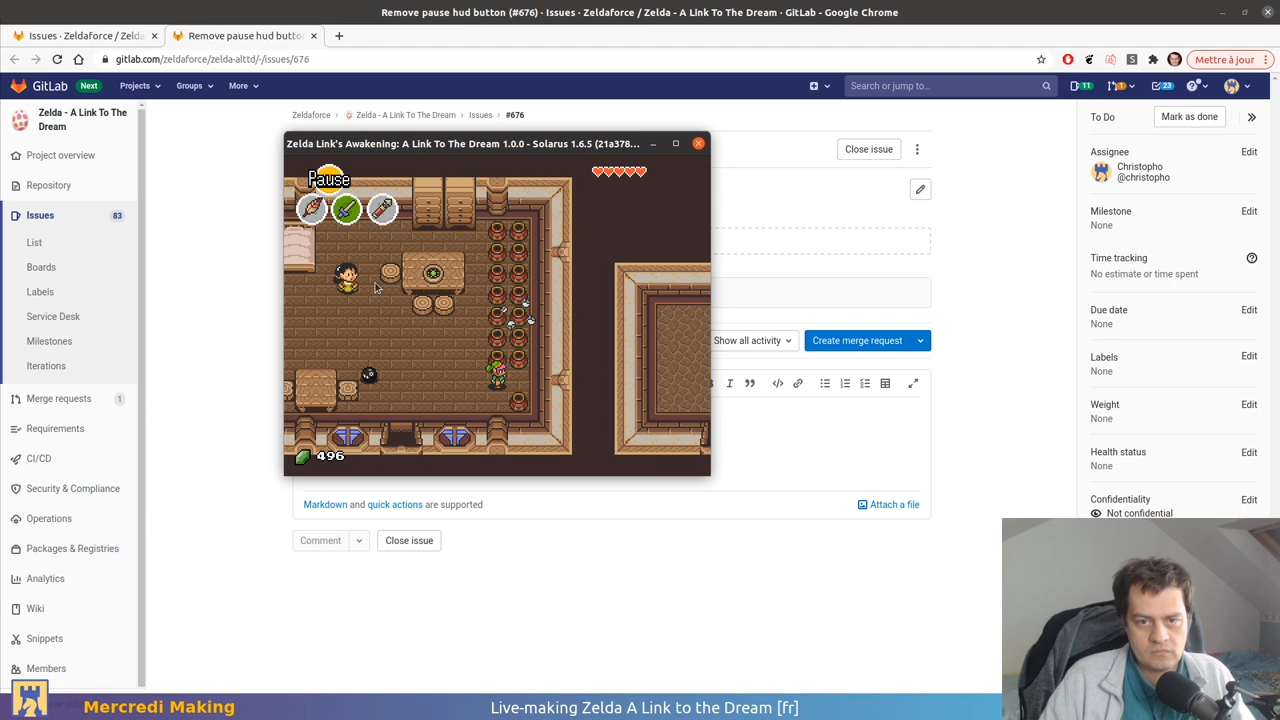 Remove pause hud button (#676) · Issues · Zeldaforce / Zelda - A Link To The Dream · GitLab - Google Chrome
Issues · Zeldaforce / Zelda
Remove pause hud butto
gitlab.com/zeldaforce/zelda-alttd/-/issues/676
Mettre à jour
GitLab
Next
Projects
Groups
More
Search or jump to...
11
1
23
Zelda - A Link To The Dream
Project overview
Repository
Issues
83
List
Boards
Labels
Service Desk
Milestones
Iterations
Merge requests
1
Requirements
CI/CD
Security & Compliance
Operations
Packages & Registries
Analytics
Wiki
Snippets
Members
Zeldaforce
Zelda - A Link To The Dream
Issues
#676
Close issue
Zelda Link's Awakening: A Link To The Dream 1.0.0 - Solarus 1.6.5 (21a378...
Pause
496
Show all activity
Create merge request
Markdown and quick actions are supported
Attach a file
Comment
Close issue
To Do
Mark as done
Assignee
Edit
Christopho
@christopho
Milestone
Edit
None
Time tracking
No estimate or time spent
Due date
Edit
None
Labels
Edit
None
Weight
Edit
None
Health status
Edit
None
Confidentiality
Edit
Not confidential
Mercredi Making
Live-making Zelda A Link to the Dream [fr]